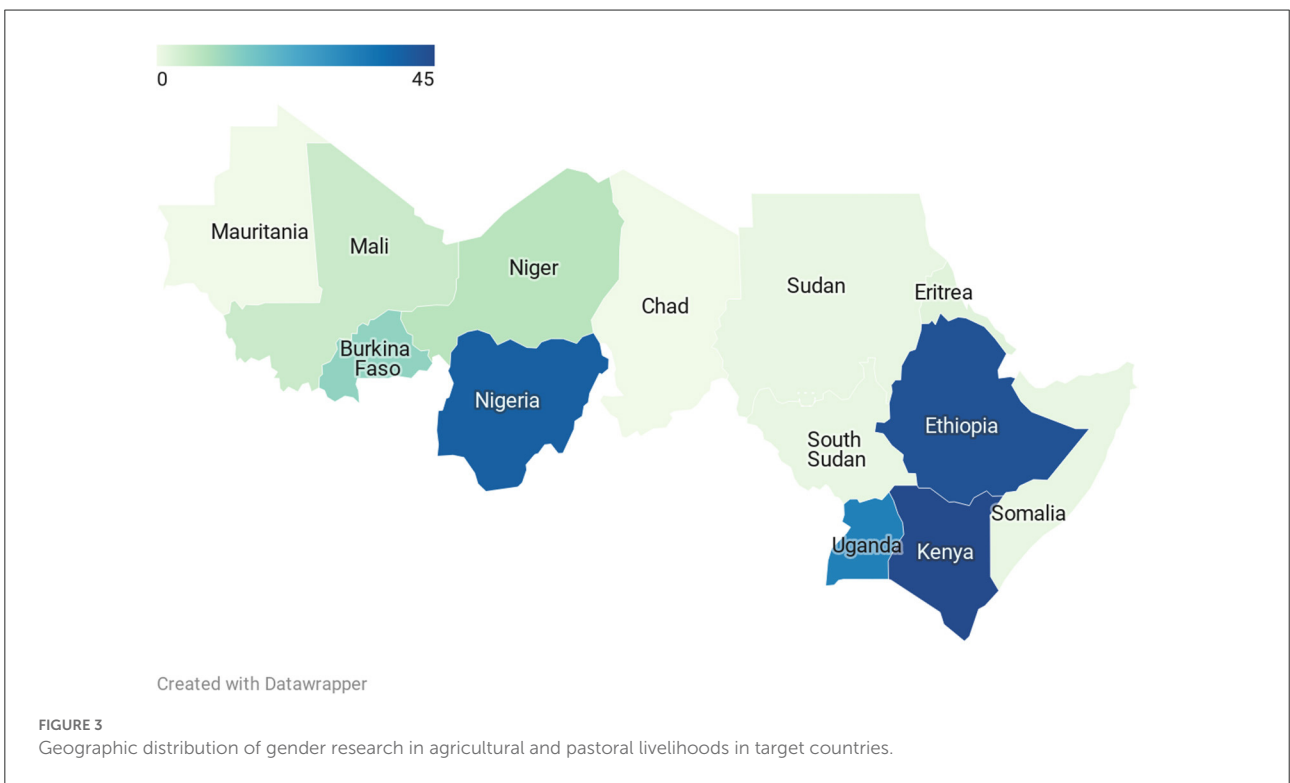 0 45
Mauritania
Mali
Niger
Chad
Sudan
Eritrea
Burkina
Faso
Nigeria
Ethiopia
South
Sudan
Somalia
Uganda
Kenya
Created with Datawrapper
FIGURE 3
Geographic distribution of gender research in agricultural and pastoral livelihoods in target countries.